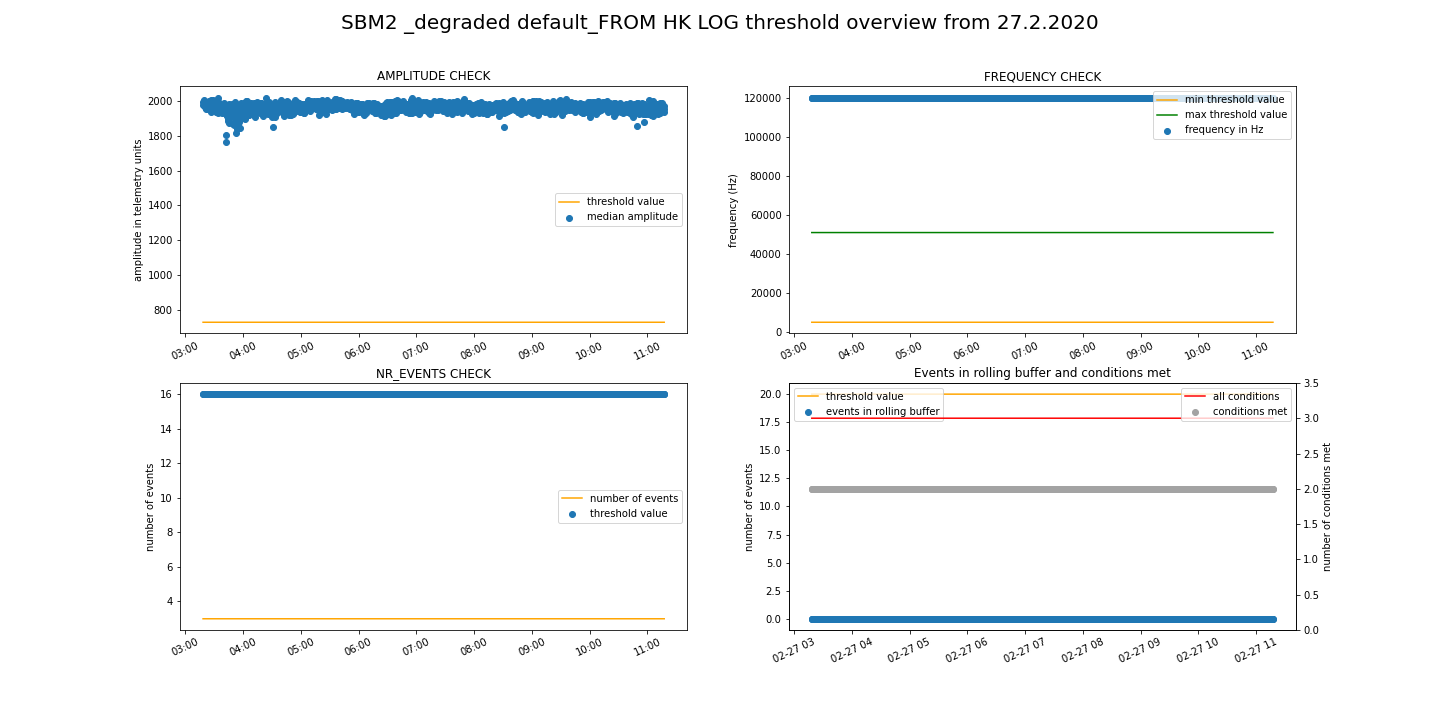 SBM2 _degraded default_FROM HK LOG threshold overview from 27.2.2020
AMPLITUDE CHECK
amplitude in telemetry units
2000
1800
1600
1400
1200
1000
800
threshold value
median amplitude
03:00 04:00 05:00 06:00 07:00 08:00 09:00 10:00 11:00
FREQUENCY CHECK
frequency (Hz)
120000
100000
80000
60000
40000
20000
0
min threshold value
max threshold value
frequency in Hz
03:00 04:00 05:00 06:00 07:00 08:00 09:00 10:00 11:00
NR_EVENTS CHECK
number of events
16
14
12
10
8
6
4
number of events
threshold value
03:00 04:00 05:00 06:00 07:00 08:00 09:00 10:00 11:00
Events in rolling buffer and conditions met
number of events
20.0
17.5
15.0
12.5
10.0
7.5
5.0
2.5
0.0
threshold value
events in rolling buffer
all conditions
conditions met
3.5
3.0
2.5
2.0
1.5
1.0
0.5
0.0
number of conditions met
02-27 03 02-27 04 02-27 05 02-27 06 02-27 07 02-27 08 02-27 09 02-27 10 02-27 11